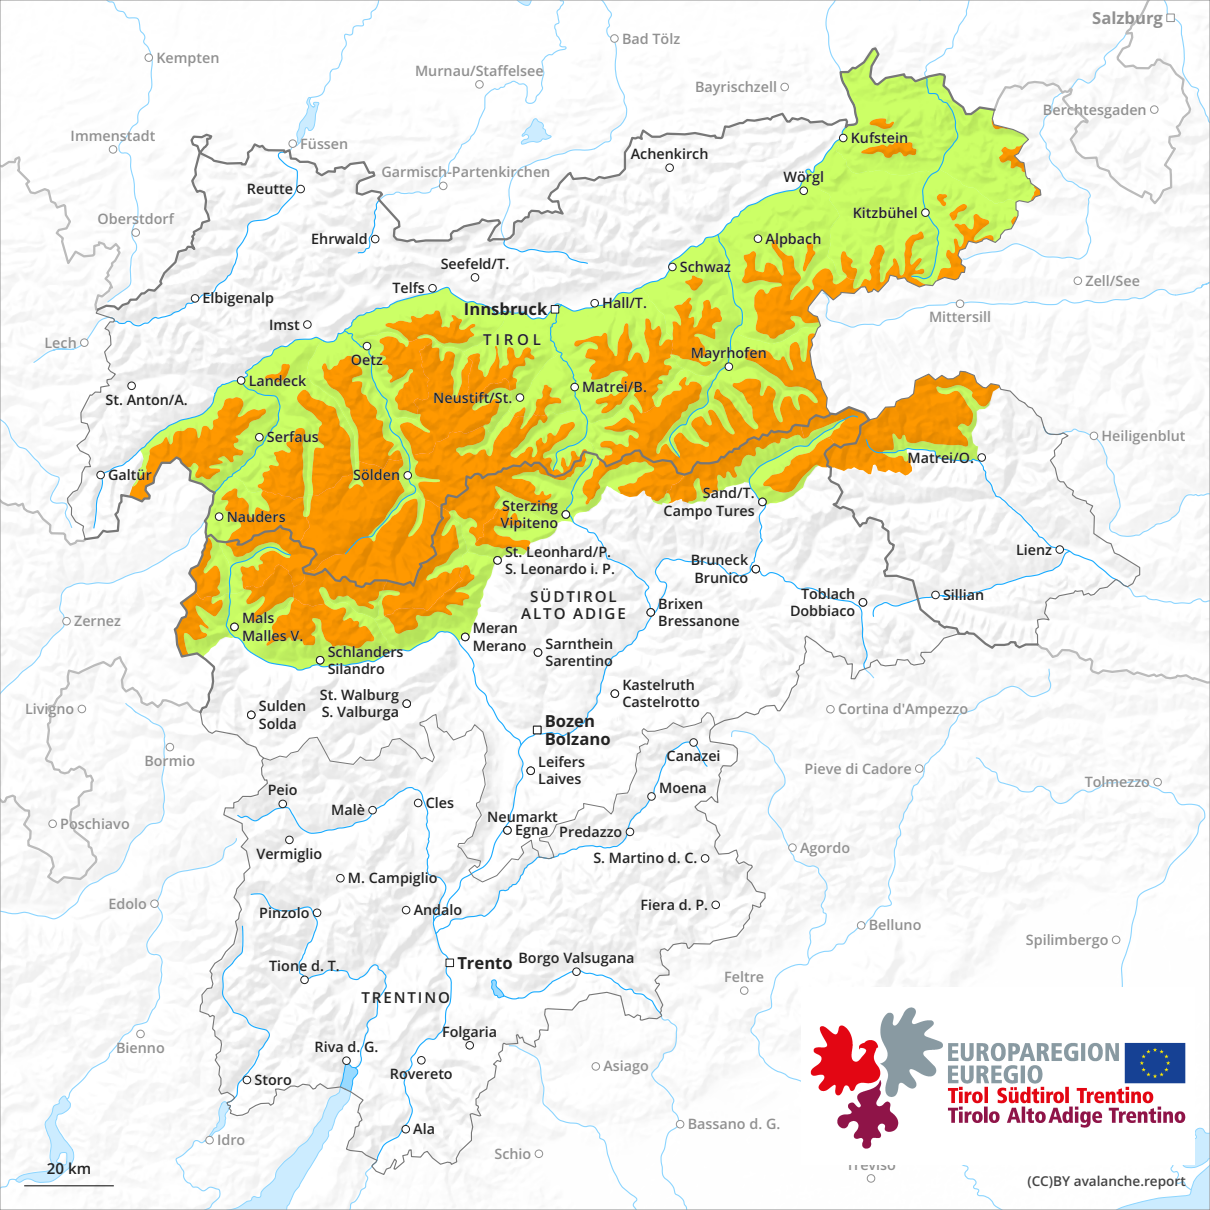 Salzburg
Bad Tölz
Kempten
Murnau/Staffelsee
Bayrischzell
Berchtesgaden
Immenstadt
Füssen
Kufstein
Achenkirch
Garmisch-Partenkirchen
Wörgl
Reutte
Kitzbühel
Oberstdorf
Ehrwald
Alpbach
Seefeld/T.
Schwaz
Zell/See
Telfs
Elbigenalp
Hall/T.
Innsbruck
Mittersill
Imst
TIROL
Lech
Oetz
Mayrhofen
Landeck
Matrei/B.
St. Anton/A.
Neustift/St.
Serfaus
Heiligenblut
Matrei/O.
Galtür
Sölden
Sand/T.
Campo Tures
Sterzing
Vipiteno
Nauders
St. Leonhard/P.
S. Leonardo i. P.
Lienz
Bruneck
Brunico
SÜDTIROL
ALTO ADIGE
Toblach
Dobbiaco
Sillian
Brixen
Bressanone
Zernez
Mals
Malles V.
Meran
Merano
Sarnthein
Sarentino
Schlanders
Silandro
Kastelruth
Castelrotto
St. Walburg
S. Valburga
Sulden
Solda
Livigno
Cortina d'Ampezzo
Bozen
Bolzano
Canazei
Bormio
Leifers
Laives
Pieve di Cadore
Tolmezzo
Peio
Moena
Malè
Cles
Neumarkt
Egna
Predazzo
Poschiavo
Vermiglio
Agordo
S. Martino d. C.
M. Campiglio
Edolo
Pinzolo
Andalo
Fiera d. P.
Belluno
Spilimbergo
Trento
Borgo Valsugana
Tione d. T.
Feltre
TRENTINO
Folgaria
Bienno
Riva d. G.
Rovereto
Asiago
Storo
EUROPAREGION
EUREGIO
Tirol Südtirol Trentino
Tirolo Alto Adige Trentino
Ala
Bassano d. G.
Idro
Schio
Treviso
20 km
(CC)BY avalanche.report